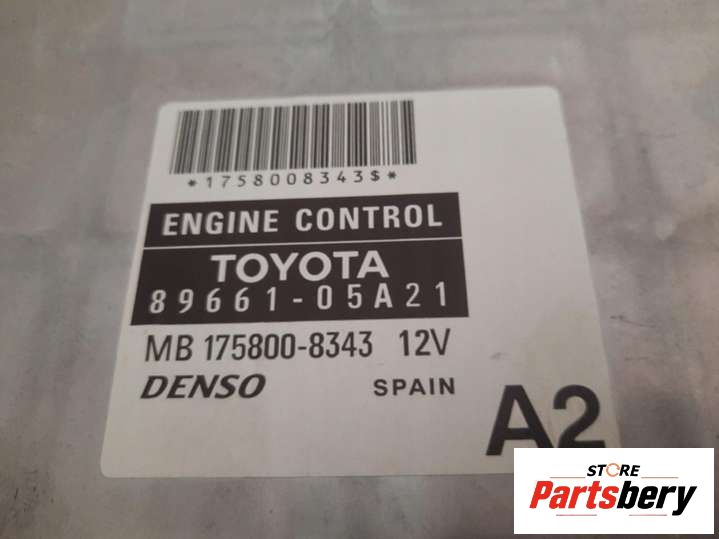 *1758008343$*
ENGINE CONTROL
TOYOTA
89661-05A21
MB 175800-8343 12V
DENSO SPAIN
A2
STORE
Partsbery